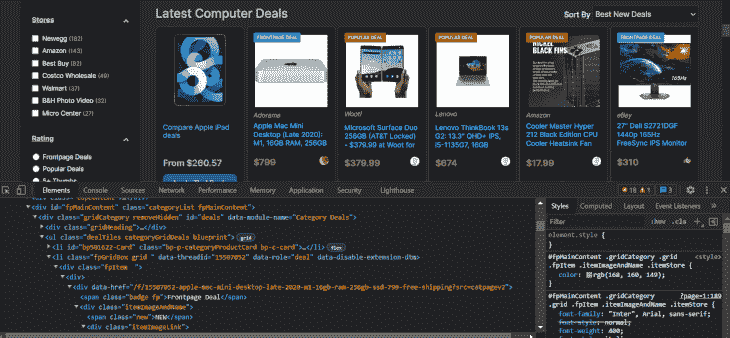 Latest Computer Deals
Sort By Best New Deals
Stores
Newegg (182)
Amazon (143)
Best Buy (82)
Costco Wholesale (49)
Walmart (37)
B&H Photo Video (32)
Micro Center (27)
Rating
Frontpage Deals
Popular Deals
Compare Apple iPad deals
From $260.57
FRONTPAGE DEAL
Adorama
Apple Mac Mini Desktop (Late 2020): M1, 16GB RAM, 256GB
$799
POPULAR DEAL
Woot!
Microsoft Surface Duo 256GB (AT&T Locked) - $379.99 at Woot for
$379.99
POPULAR DEAL
Lenovo
Lenovo ThinkBook 13s G2: 13.3" QHD+ IPS, i5-1135G7, 16GB
$674
POPULAR DEAL
BLACK FINS
Amazon
Cooler Master Hyper 212 Black Edition CPU Cooler Heatsink Fan
$17.99
FRONTPAGE DEAL
165Hz
eBay
27" Dell S2721DGF 1440p 165Hz FreeSync IPS Monitor
$310
Elements Console Sources Network Performance Memory Application Security Lighthouse
18 1 3
<div id="fpMainContent" class="categoryList fpMainContent">
<div class="gridCategory removeHidden" id="deals" data-module-name="Category Deals">
<div class="gridHeading">…</div>
<ul class="dealTiles categoryGridDeals blueprint"> grid
<li id="bp501622-Card" class="bp-p-categoryProductCard bp-c-card">…</li> flex
<li class="fpGridBox grid " data-threadid="15507052" data-role="deal" data-disable-extension-dbs>
<div class="fpItem ">
<div>
<div data-href="/f/15507052-apple-mac-mini-desktop-late-2020-m1-16gb-ram-256gb-ssd-799-free-shipping?src=catpagev2">
<span class="badge fp">Frontpage Deal</span>
<div class="itemImageAndName">
<span class="new">NEW</span>
<div class="itemImageLink">
Styles Computed Layout Event Listeners
Filter :hov .cls
element.style {
}
#fpMainContent .gridCategory .grid <style>
.fpItem .itemImageAndName .itemStore {
color: rgb(160, 160, 149);
}
#fpMainContent .gridCategory ?page=1:189
.grid .fpItem .itemImageAndName .itemStore {
font-family: "Inter", Arial, sans-serif;
font-style: normal;
font-weight: 400;